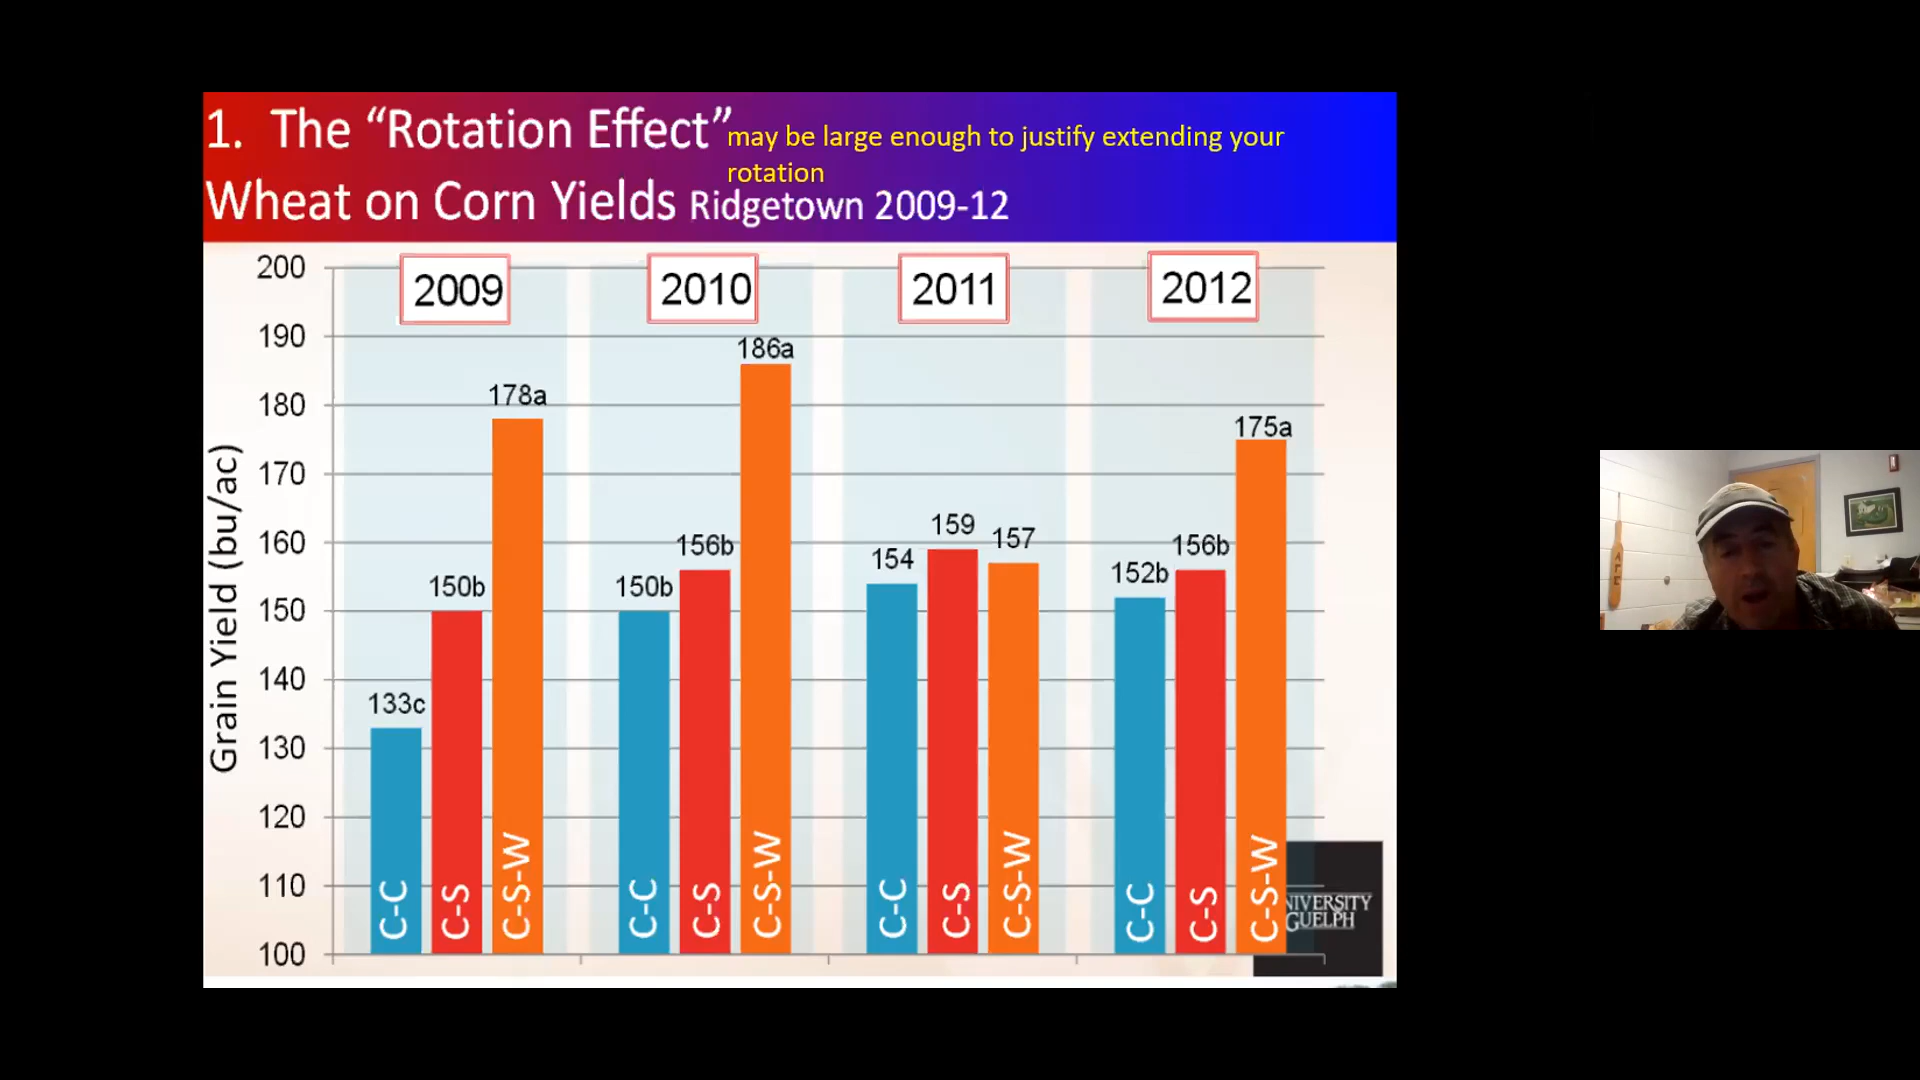 1. The “Rotation Effect”
may be large enough to justify extending your
rotation
Wheat on Corn Yields Ridgetown 2009-12
Grain Yield (bu/ac)
200
190
180
170
160
150
140
130
120
110
100
2009
133c
150b
178a
C-C
C-S
C-S-W
2010
150b
156b
186a
C-C
C-S
C-S-W
2011
154
159
157
C-C
C-S
C-S-W
2012
152b
156b
175a
C-C
C-S
C-S-W
NIVERSITY
GUELPH